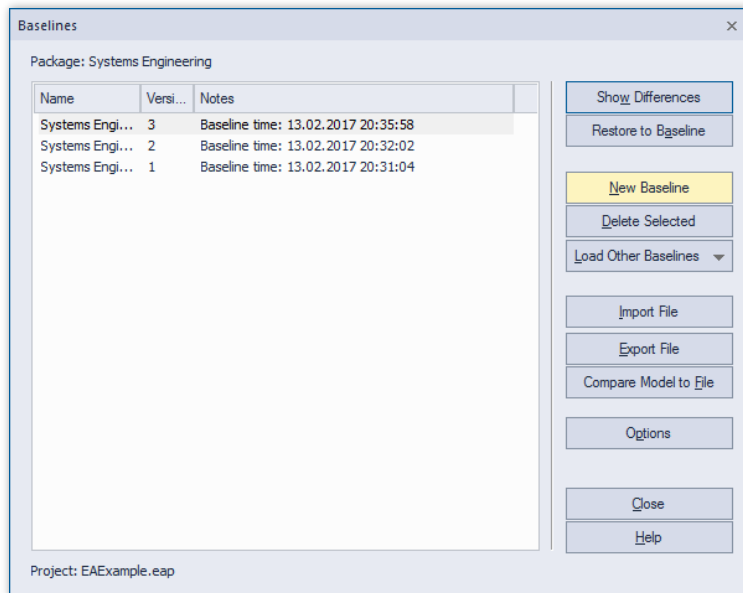 Baselines
Package: Systems Engineering
Name Versi... Notes
Systems Engi... 3 Baseline time: 13.02.2017 20:35:58
Systems Engi... 2 Baseline time: 13.02.2017 20:32:02
Systems Engi... 1 Baseline time: 13.02.2017 20:31:04
Show Differences
Restore to Baseline
New Baseline
Delete Selected
Load Other Baselines
Import File
Export File
Compare Model to File
Options
Close
Help
Project: EAExample.eap